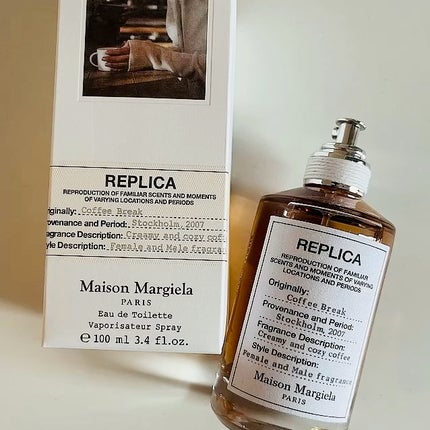 REPLICA
REPRODUCTION OF FAMILIAR SCENTS AND MOMENTS
OF VARYING LOCATIONS AND PERIODS
Originally: Coffee Break
Provenance and Period: Stockholm, 2007
Fragrance Description: Creamy and cozy coff
Style Description: Female and Male fragran
Maison Margiela
PARIS
Eau de Toilette
Vaporisateur Spray
℮ 100 ml 3.4 fl.oz.
REPLICA
REPRODUCTION OF FAMILIAR
SCENTS AND MOMENTS OF VARYING
LOCATIONS AND PERIODS
Originally:
Coffee Break
Provenance and Period:
Stockholm, 2007
Fragrance Description:
Creamy and cozy coffee
Style Description:
Female and Male fragrance
Maison Margiela
PARIS